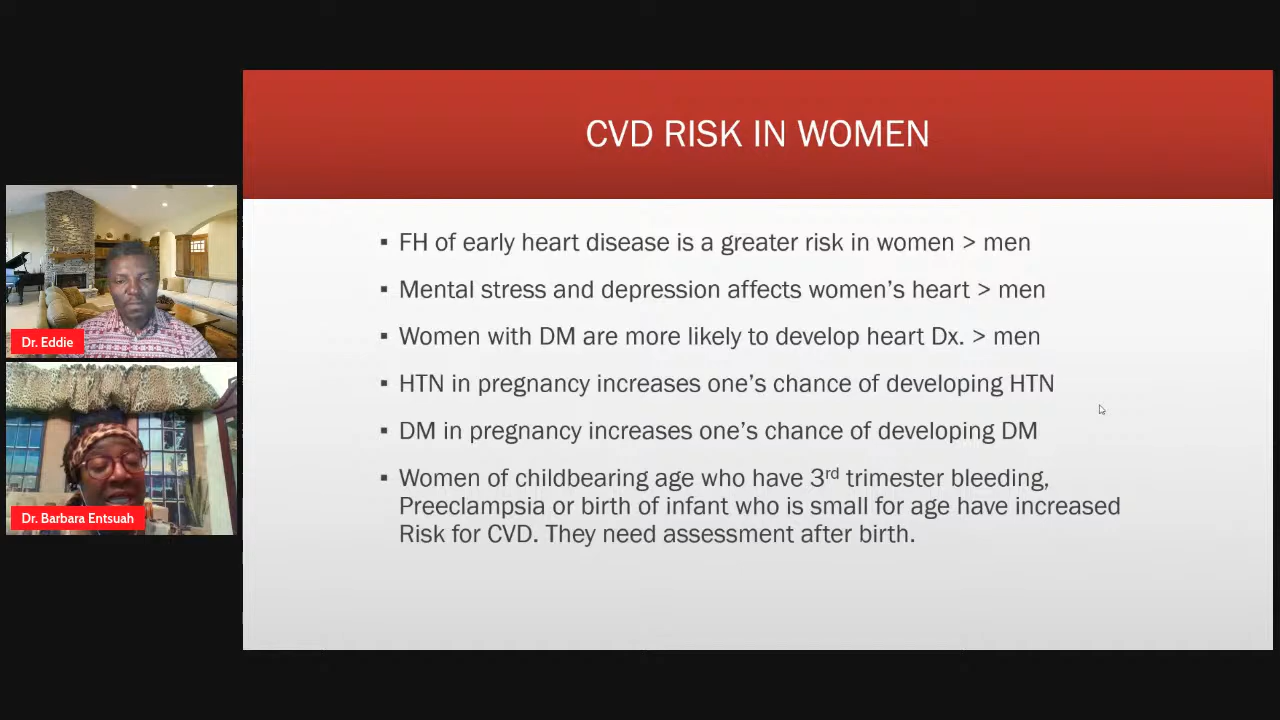 CVD RISK IN WOMEN
▪ FH of early heart disease is a greater risk in women > men
▪ Mental stress and depression affects women’s heart > men
▪ Women with DM are more likely to develop heart Dx. > men
▪ HTN in pregnancy increases one’s chance of developing HTN
▪ DM in pregnancy increases one’s chance of developing DM
▪ Women of childbearing age who have 3rd trimester bleeding,
Preeclampsia or birth of infant who is small for age have increased
Risk for CVD. They need assessment after birth.
Dr. Eddie
Dr. Barbara Entsuah